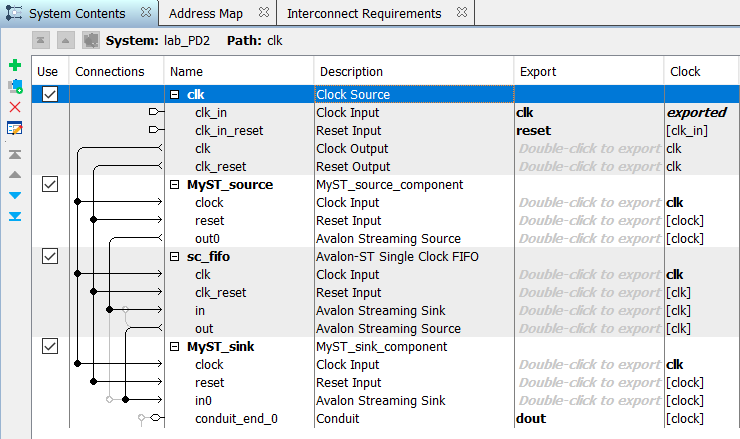 System Contents Address Map Interconnect Requirements
System: lab_PD2 Path: clk
Use Connections Name Description Export Clock
clk Clock Source
clk_in Clock Input clk exported
clk_in_reset Reset Input reset [clk_in]
clk Clock Output Double-click to export clk
clk_reset Reset Output Double-click to export clk
MyST_source MyST_source_component
clock Clock Input Double-click to export clk
reset Reset Input Double-click to export [clock]
out0 Avalon Streaming Source Double-click to export [clock]
sc_fifo Avalon-ST Single Clock FIFO
clk Clock Input Double-click to export clk
clk_reset Reset Input Double-click to export [clk]
in Avalon Streaming Sink Double-click to export [clk]
out Avalon Streaming Source Double-click to export [clk]
MyST_sink MyST_sink_component
clock Clock Input Double-click to export clk
reset Reset Input Double-click to export [clock]
in0 Avalon Streaming Sink Double-click to export [clock]
conduit_end_0 Conduit dout [clock]